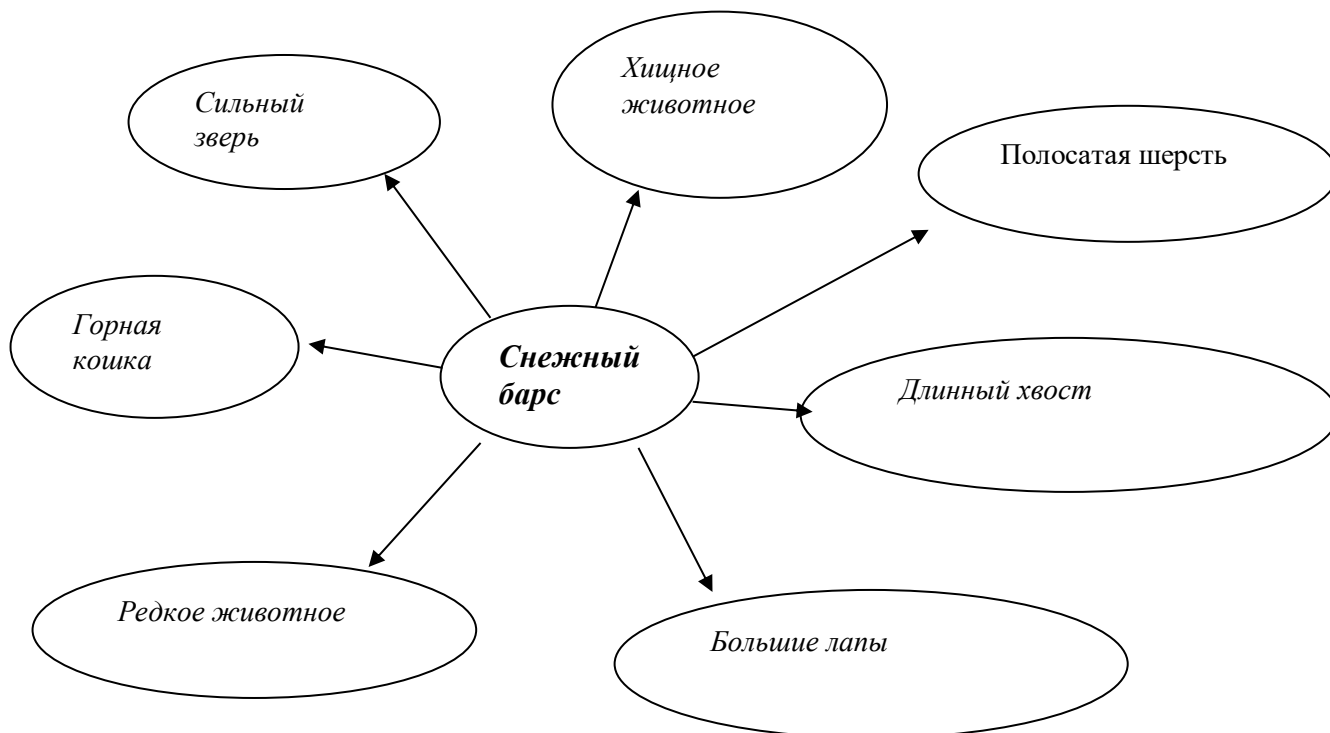 Сильный
зверь
Хищное
животное
Полосатая шерсть
Горная
кошка
Снежный
барс
Длинный хвост
Редкое животное
Большие лапы